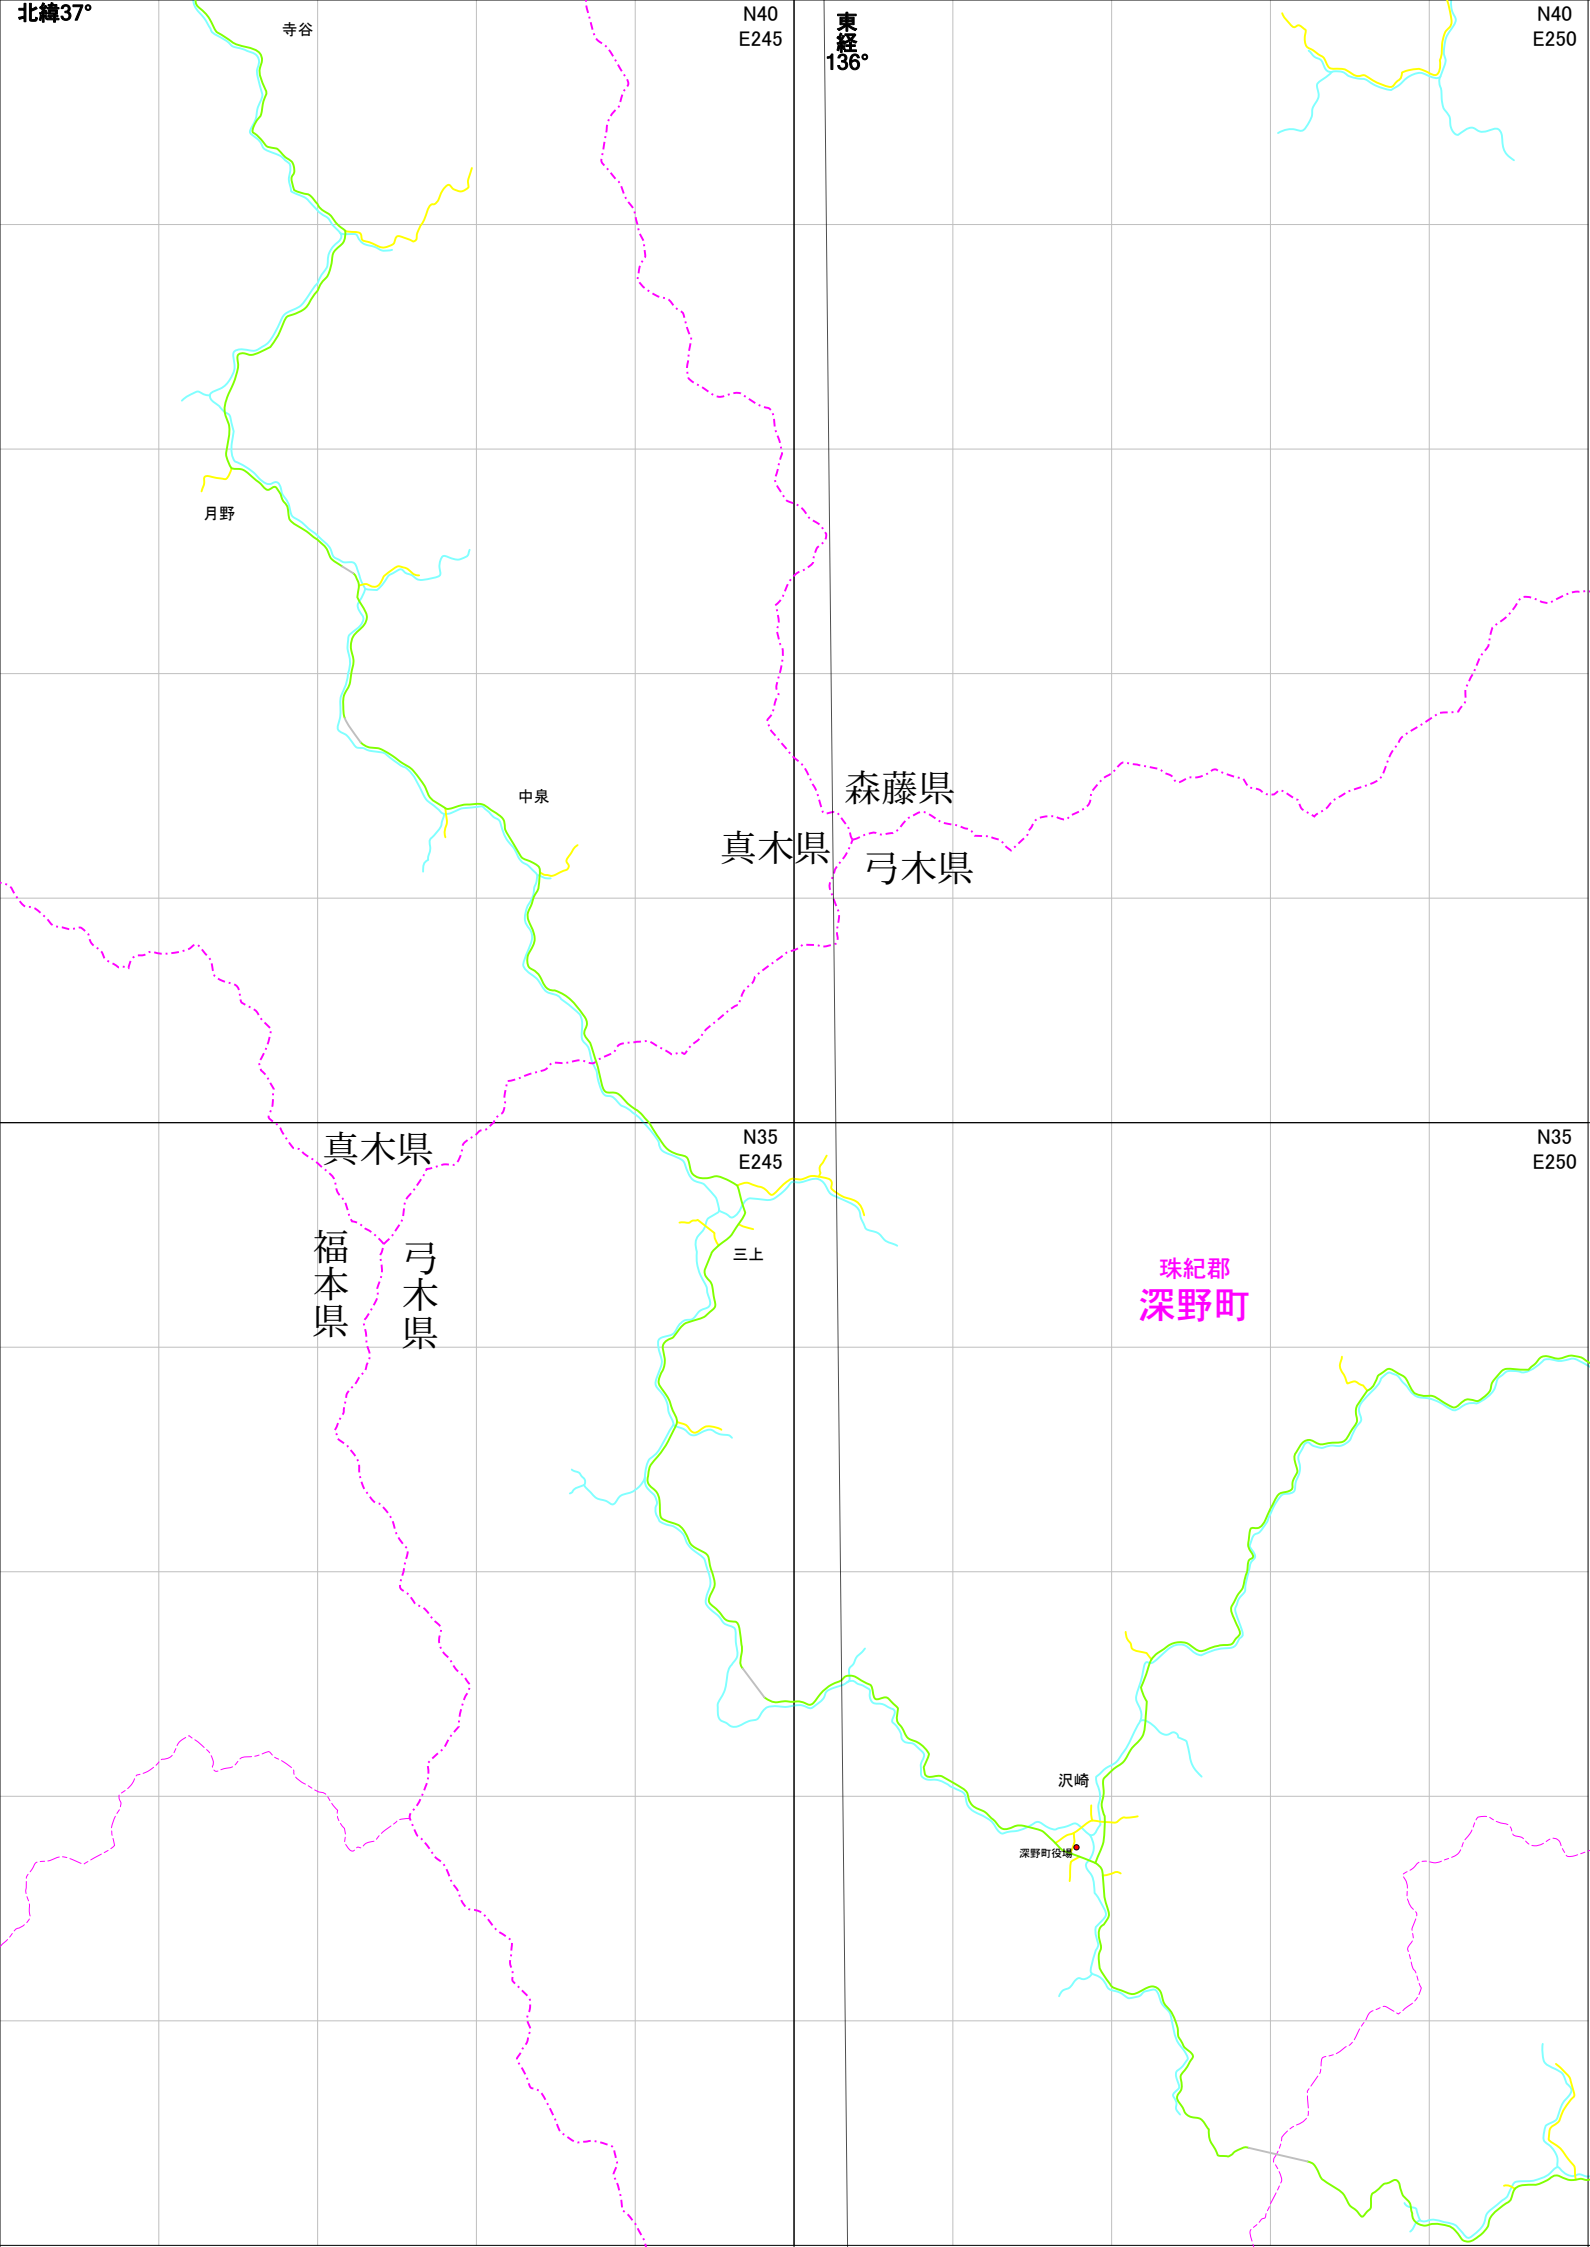 北緯37°
寺谷
N40
E245
東経
136°
N40
E250
月野
中泉
森藤県
真木県
弓木県
N35
E245
N35
E250
真木県
福本県
弓木県
三上
珠紀郡
深野町
沢崎
深野町役場